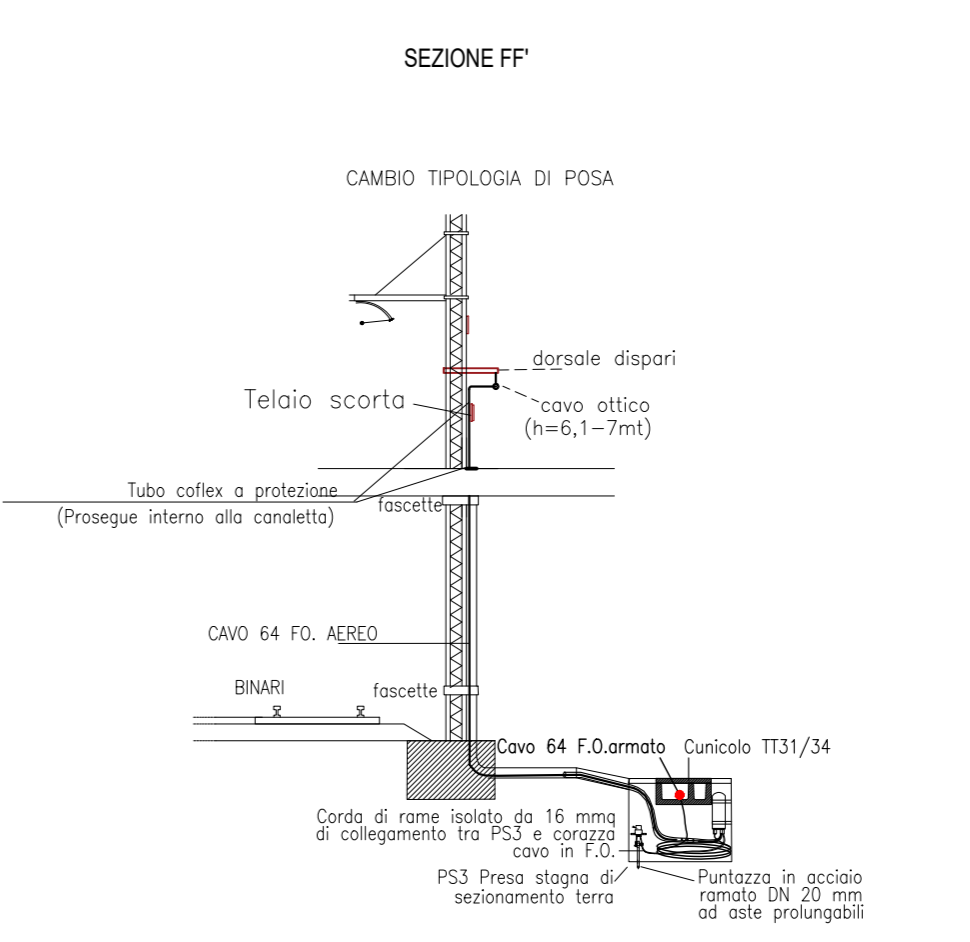 SEZIONE FF'
CAMBIO TIPOLOGIA DI POSA
dorsale dispari
Telaio scorta
cavo ottico
(h=6,1-7mt)
Tubo coflex a protezione
(Prosegue interno alla canaletta)
fascette
CAVO 64 FO. AEREO
BINARI
fascette
Cavo 64 F.O.armato
Cunicolo TT31/34
Corda di rame isolato da 16 mmq
di collegamento tra PS3 e corazza
cavo in F.O.
PS3 Presa stagna di
sezionamento terra
Puntazza in acciaio
ramato DN 20 mm
ad aste prolungabili